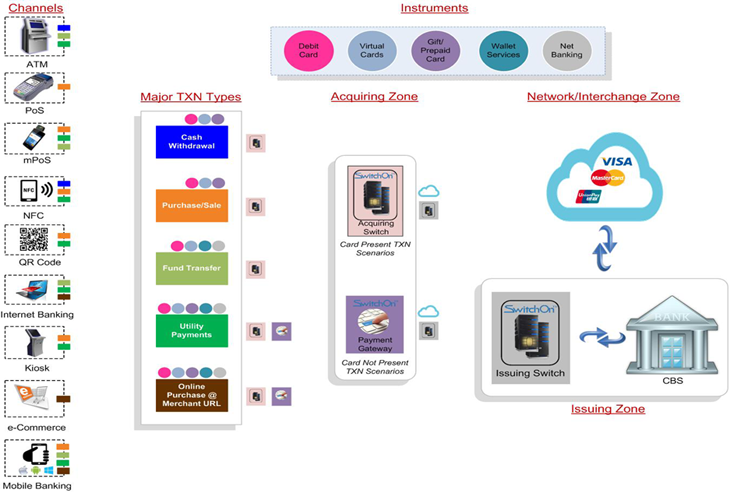 Channels
ATM
PoS
mPoS
NFC
NFC
QR Code
Internet Banking
Kiosk
e
e-Commerce
Mobile Banking
Instruments
Debit
Card
Virtual
Cards
Gift/
Prepaid
Card
Wallet
Services
Net
Banking
Major TXN Types
Cash
Withdrawal
Purchase/Sale
Fund Transfer
Utility
Payments
Online
Purchase @
Merchant URL
Acquiring Zone
SwitchOn
Acquiring
Switch
Card Present TXN
Scenarios
SwitchOn
Payment
Gateway
Card Not Present
TXN Scenarios
Network/Interchange Zone
VISA
MasterCard
UnionPay
银联
SwitchOn
Issuing Switch
BANK
CBS
Issuing Zone